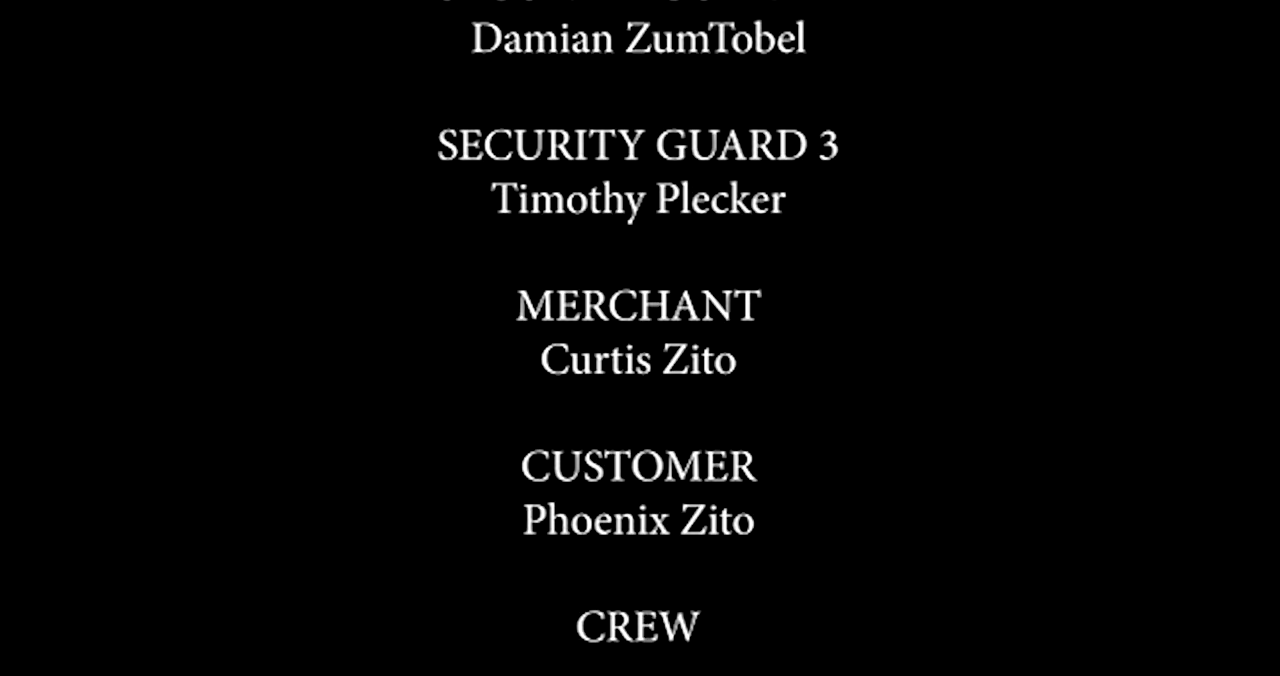 Damian ZumTobel
SECURITY GUARD 3
Timothy Plecker
MERCHANT
Curtis Zito
CUSTOMER
Phoenix Zito
CREW